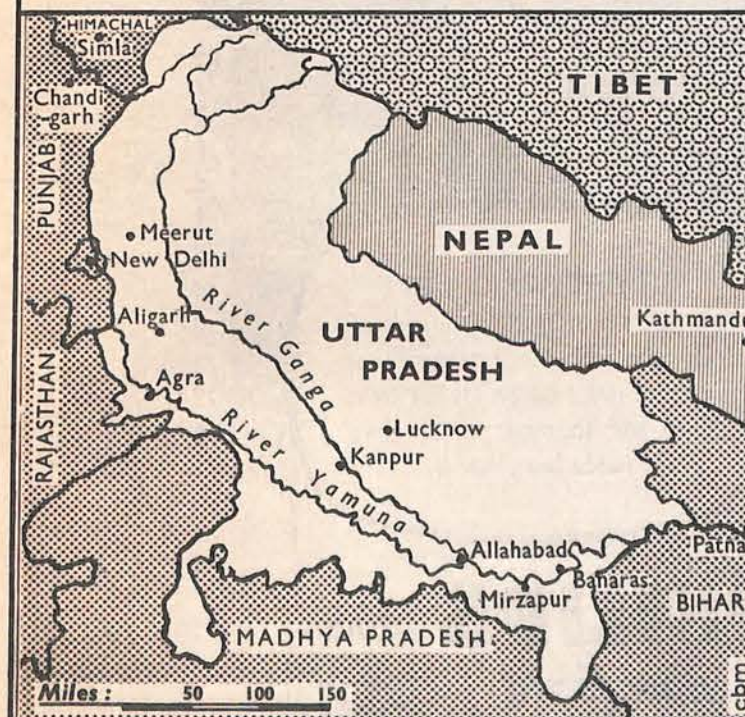 HIMACHAL
Simla
TIBET
Chandi
-garh
PUNJAB
Meerut
NEPAL
New Delhi
River Ganga
Aligarh
Kathmand
UTTAR
PRADESH
RAJASTHAN
Agra
Lucknow
River Yamuna
Kanpur
Allahabad
Patna
Banaras
Mirzapur
BIHAR
MADHYA PRADESH
Miles: 50 100 150
cbm